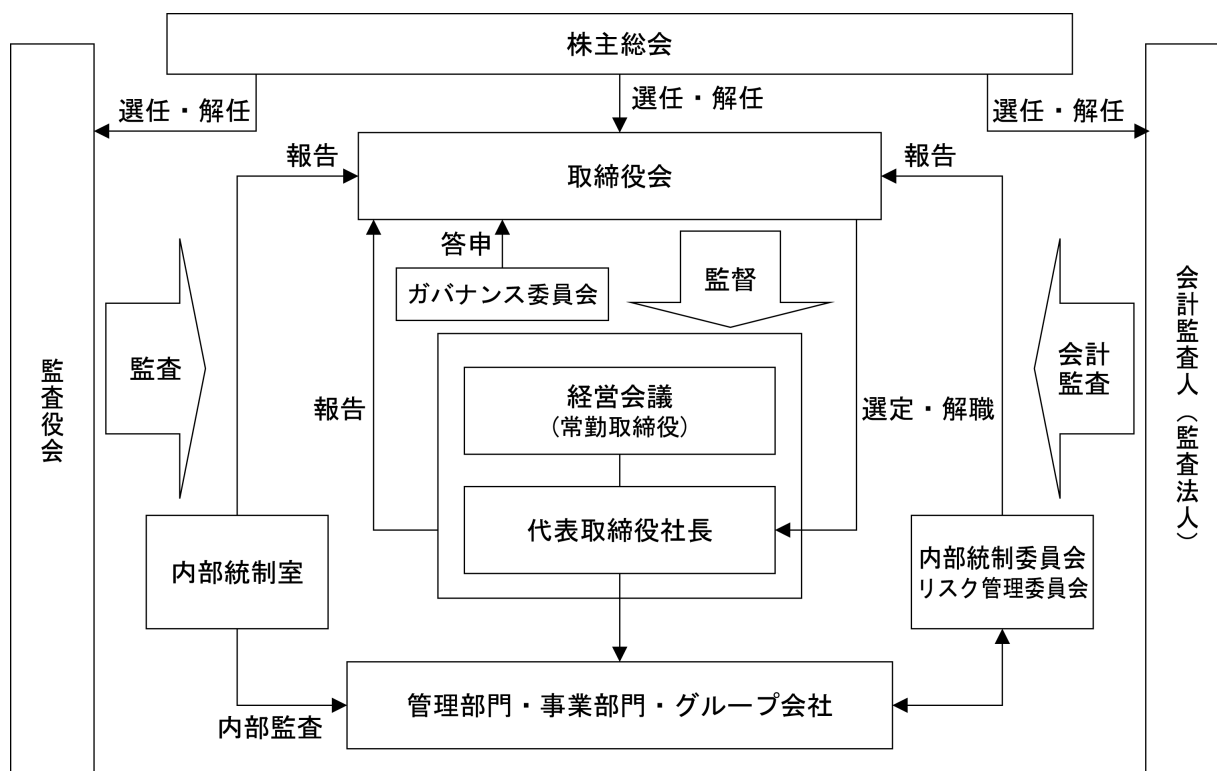 株主総会
選任・解任
選任・解任
選任・解任
報告
取締役会
報告
答申
ガバナンス委員会
監督
監査役会
監査
報告
経営会議
(常勤取締役)
選定・解職
会計
監査
会計監査人（監査法人）
代表取締役社長
内部統制室
内部統制委員会
リスク管理委員会
管理部門・事業部門・グループ会社
内部監査